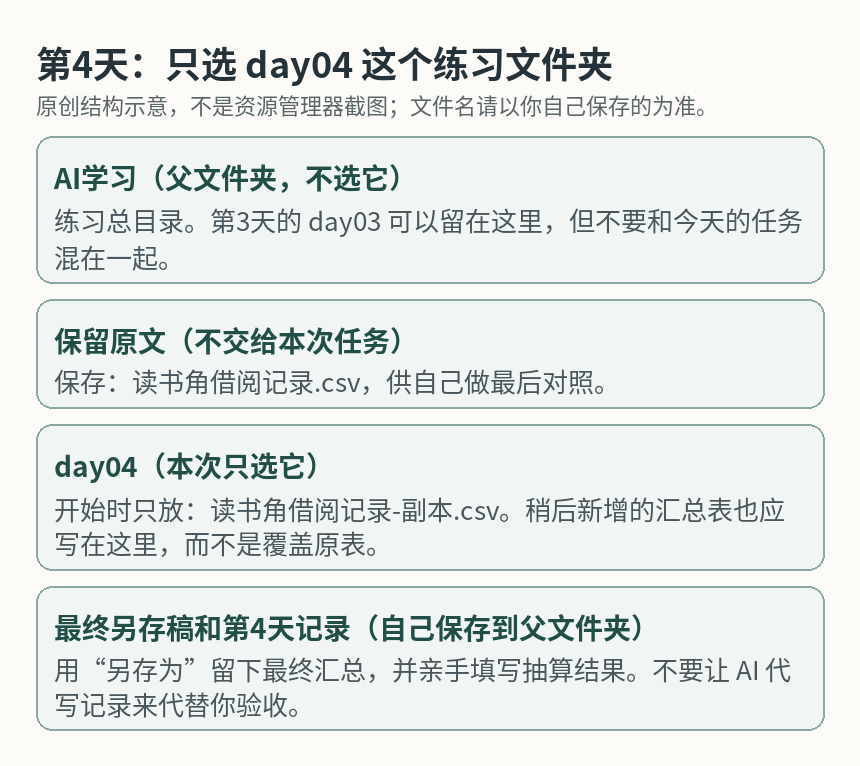 第4天：只选 day04 这个练习文件夹
原创结构示意，不是资源管理器截图；文件名请以你自己保存的为准。
AI学习（父文件夹，不选它）
练习总目录。第3天的 day03 可以留在这里，但不要和今天的任务
混在一起。
保留原文（不交给本次任务）
保存：读书角借阅记录.csv，供自己做最后对照。
day04（本次只选它）
开始时只放：读书角借阅记录-副本.csv。稍后新增的汇总表也应
写在这里，而不是覆盖原表。
最终另存稿和第4天记录（自己保存到父文件夹）
用“另存为”留下最终汇总，并亲手填写抽算结果。不要让 AI 代
写记录来代替你验收。